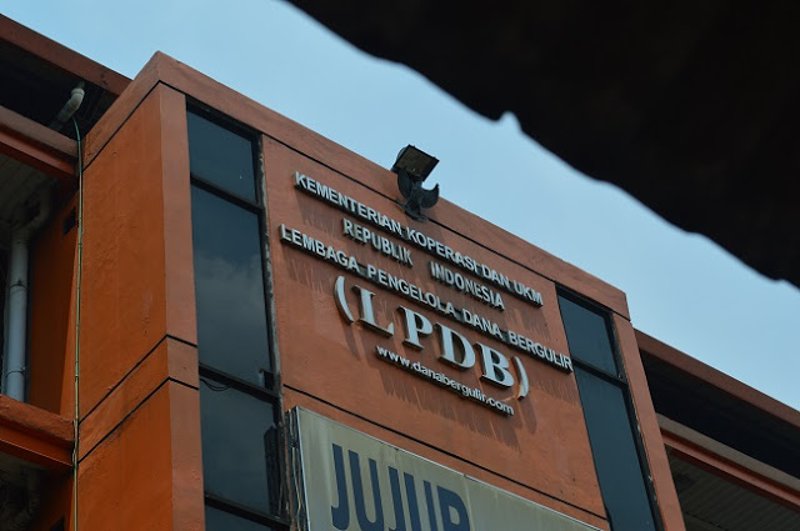 KEMENTERIAN KOPERASI DAN UKM
REPUBLIK INDONESIA
LEMBAGA PENGELOLA DANA BERGULIR
(LPDB)
www.danabergulir.com
JUJUR